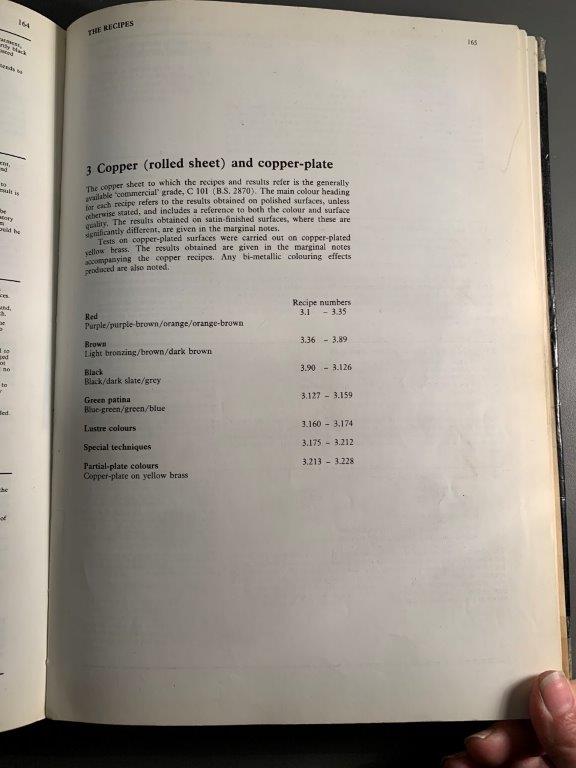 164
THE RECIPES
165
3 Copper (rolled sheet) and copper-plate
The copper sheet to which the recipes and results refer is the generally
available 'commercial' grade, C 101 (B.S. 2870). The main colour heading
for each recipe refers to the results obtained on polished surfaces, unless
otherwise stated, and includes a reference to both the colour and surface
quality. The results obtained on satin-finished surfaces, where these are
significantly different, are given in the marginal notes.
Tests on copper-plated surfaces were carried out on copper-plated
yellow brass. The results obtained are given in the marginal notes
accompanying the copper recipes. Any bi-metallic colouring effects
produced are also noted.
Recipe numbers
Red 3.1 – 3.35
Purple/purple-brown/orange/orange-brown
Brown 3.36 – 3.89
Light bronzing/brown/dark brown
Black 3.90 – 3.126
Black/dark slate/grey
Green patina 3.127 – 3.159
Blue-green/green/blue
Lustre colours 3.160 – 3.174
Special techniques 3.175 – 3.212
Partial-plate colours 3.213 – 3.228
Copper-plate on yellow brass